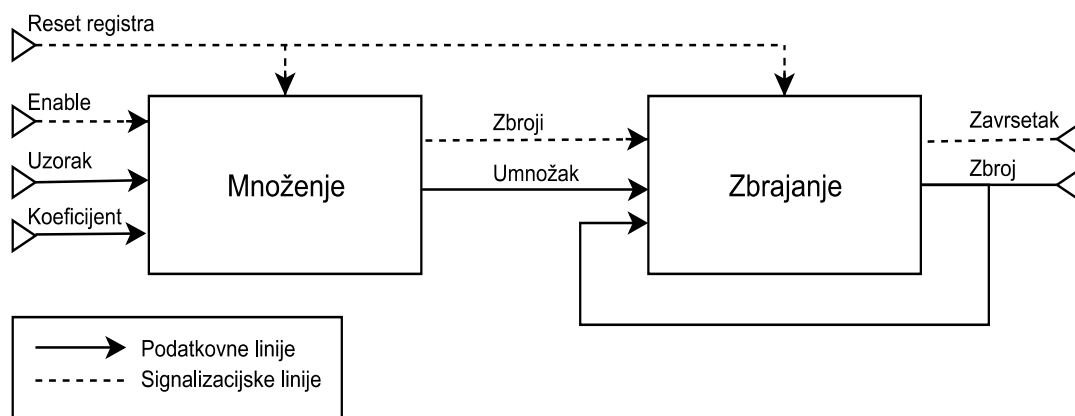 Reset registra
Enable
Uzorak
Koeficijent
Množenje
Zbroji
Umnožak
Zbrajanje
Zavrsetak
Zbroj
Podatkovne linije
Signalizacijske linije